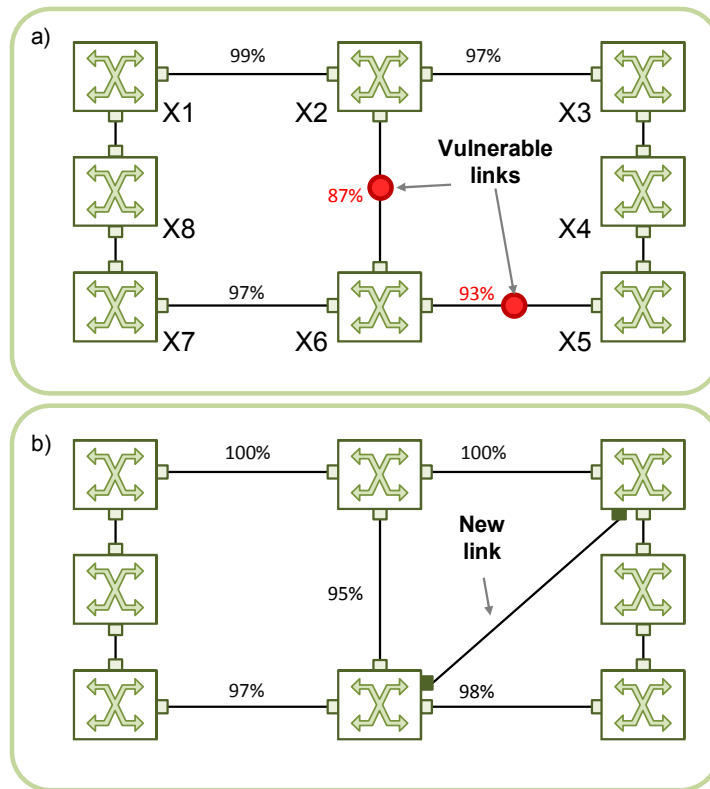 a)
99%
97%
X1
X2
X3
Vulnerable
links
87%
X8
X4
97%
93%
X7
X6
X5
b)
100%
100%
New
link
95%
97%
98%